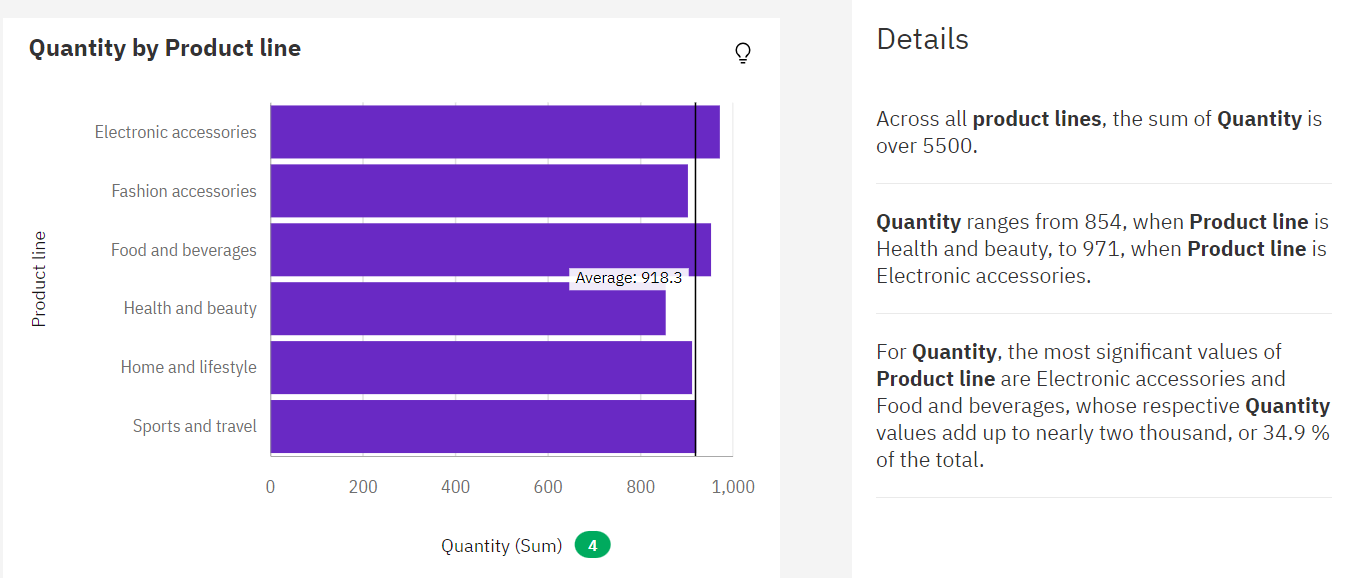 Quantity by Product line
Product line
Electronic accessories
Fashion accessories
Food and beverages
Average: 918.3
Health and beauty
Home and lifestyle
Sports and travel
0 200 400 600 800 1,000
Quantity (Sum) 4
Details
Across all product lines, the sum of Quantity is
over 5500.
Quantity ranges from 854, when Product line is
Health and beauty, to 971, when Product line is
Electronic accessories.
For Quantity, the most significant values of
Product line are Electronic accessories and
Food and beverages, whose respective Quantity
values add up to nearly two thousand, or 34.9 %
of the total.